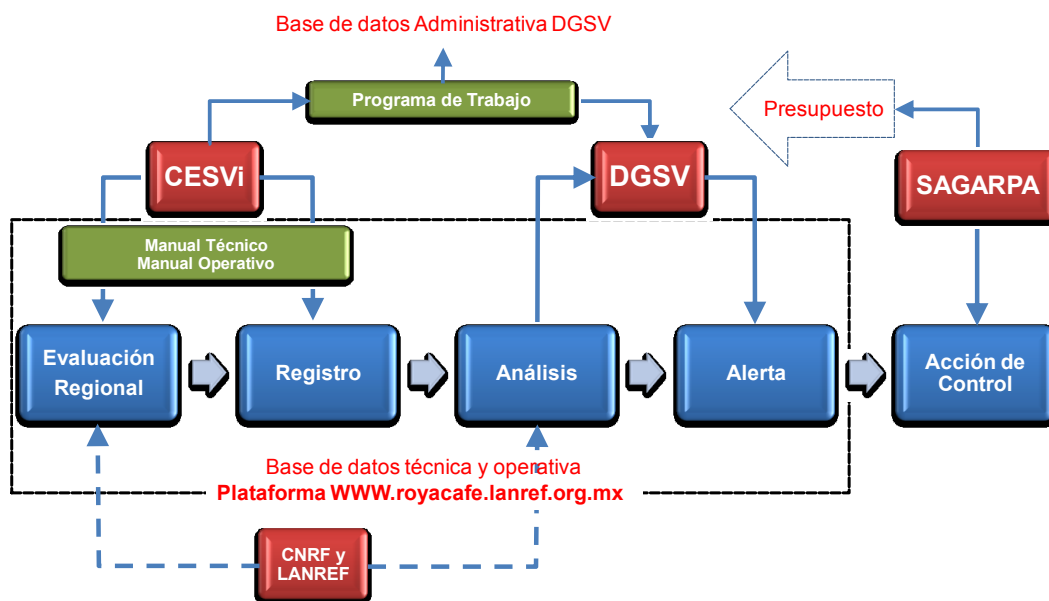 Base de datos Administrativa DGSV
Programa de Trabajo
Presupuesto
CESVi
DGSV
SAGARPA
Manual Técnico
Manual Operativo
Evaluación
Regional
Registro
Análisis
Alerta
Acción de
Control
Base de datos técnica y operativa
Plataforma WWW.royacafe.lanref.org.mx
CNRF y
LANREF